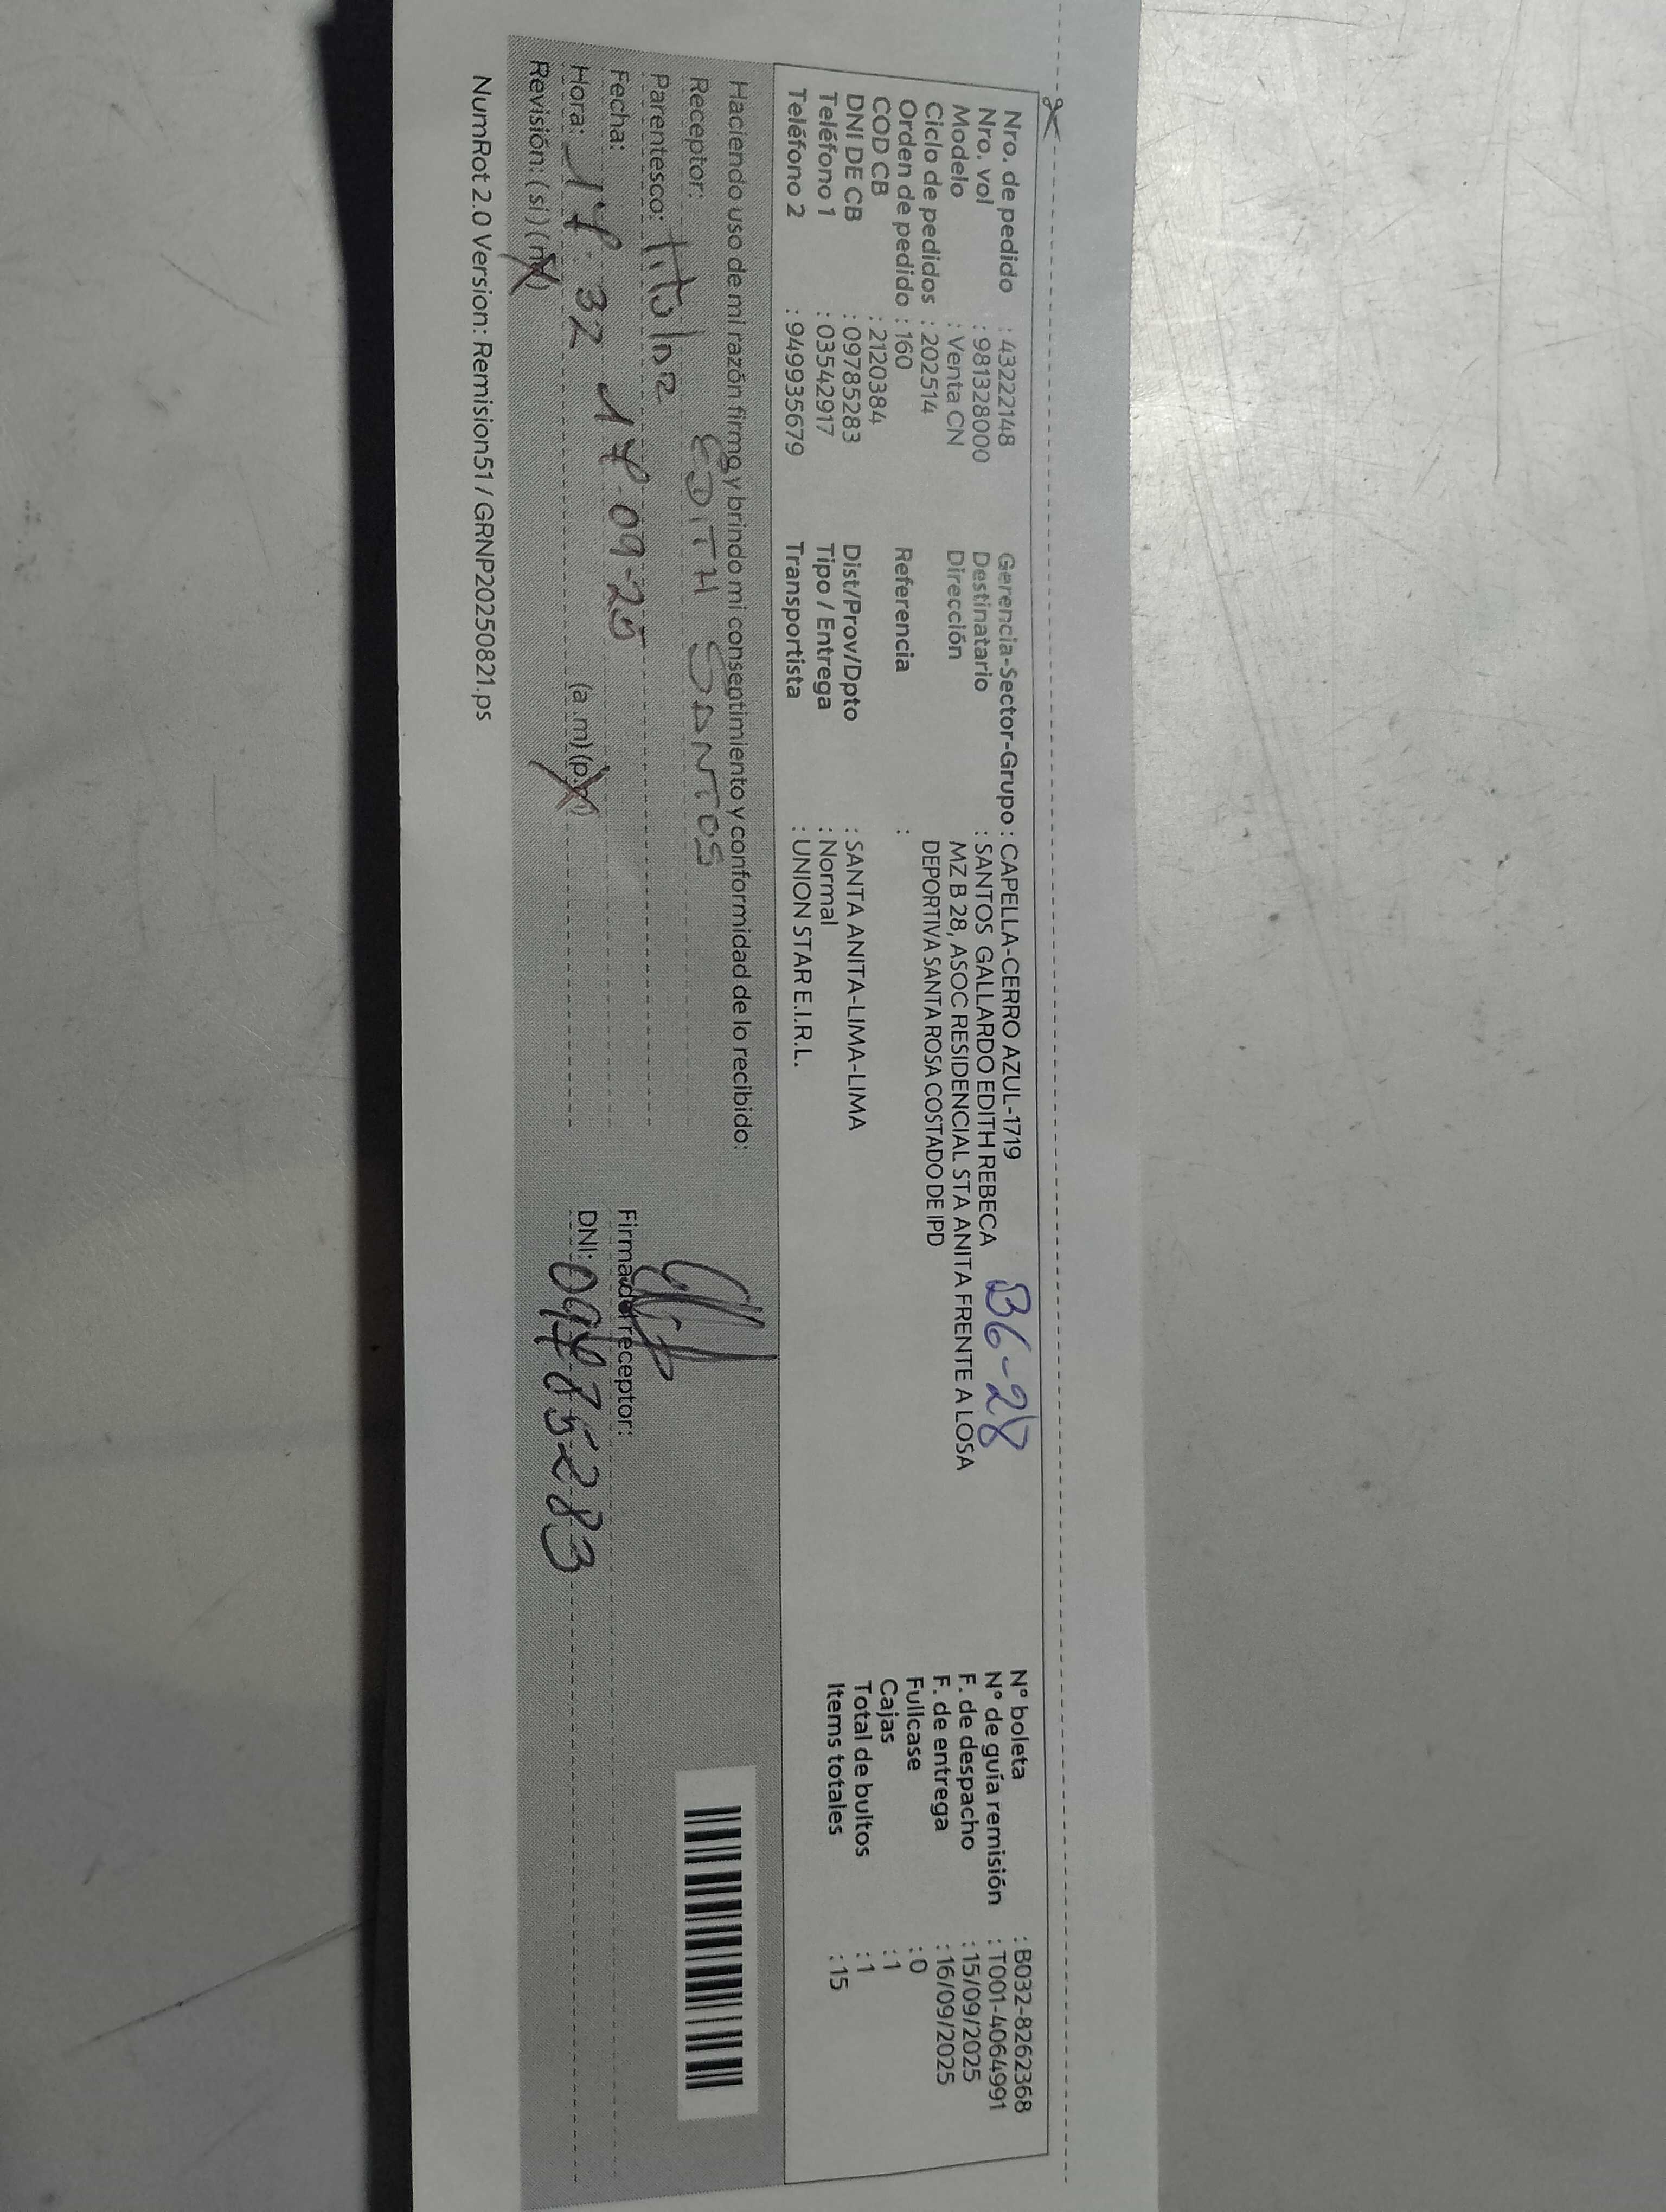 Nro. de pedido : 43222148
Nro. vol : 981328000
Modelo : Venta CN
Ciclo de pedidos : 202514
Orden de pedido : 160
COD CB : 2120384
DNI DE CB : 09785283
Teléfono 1 : 03542917
Teléfono 2 : 949935679
Gerencia-Sector-Grupo : CAPELLA-CERRO AZUL-1719
Destinatario : SANTOS GALLARDO EDITH REBECA
B6-28
Dirección MZ B 28, ASOC RESIDENCIAL STA ANITA FRENTE A LOSA
DEPORTIVA SANTA ROSA COSTADO DE IPD
Referencia :
Dist/Prov/Dpto : SANTA ANITA-LIMA-LIMA
Tipo / Entrega : Normal
Transportista : UNION STAR E.I.R.L.
N° boleta : B032-8262368
N° de guía remisión : T001-4064991
F. de despacho : 15/09/2025
F. de entrega : 16/09/2025
Fullcase : 0
Cajas : 1
Total de bultos : 1
Items totales : 15
Haciendo uso de mi razón firmo y brindo mi consentimiento y conformidad de lo recibido:
Receptor: EDITH SANTOS
Parentesco: titular
Fecha: 17-09-25
Hora: 17:32 (a.m) (p.m)
Revisión: (si) (no)
Firma del receptor:
DNI: 09785283
NumRot 2.0 Version: Remision51 / GRNP20250821.ps